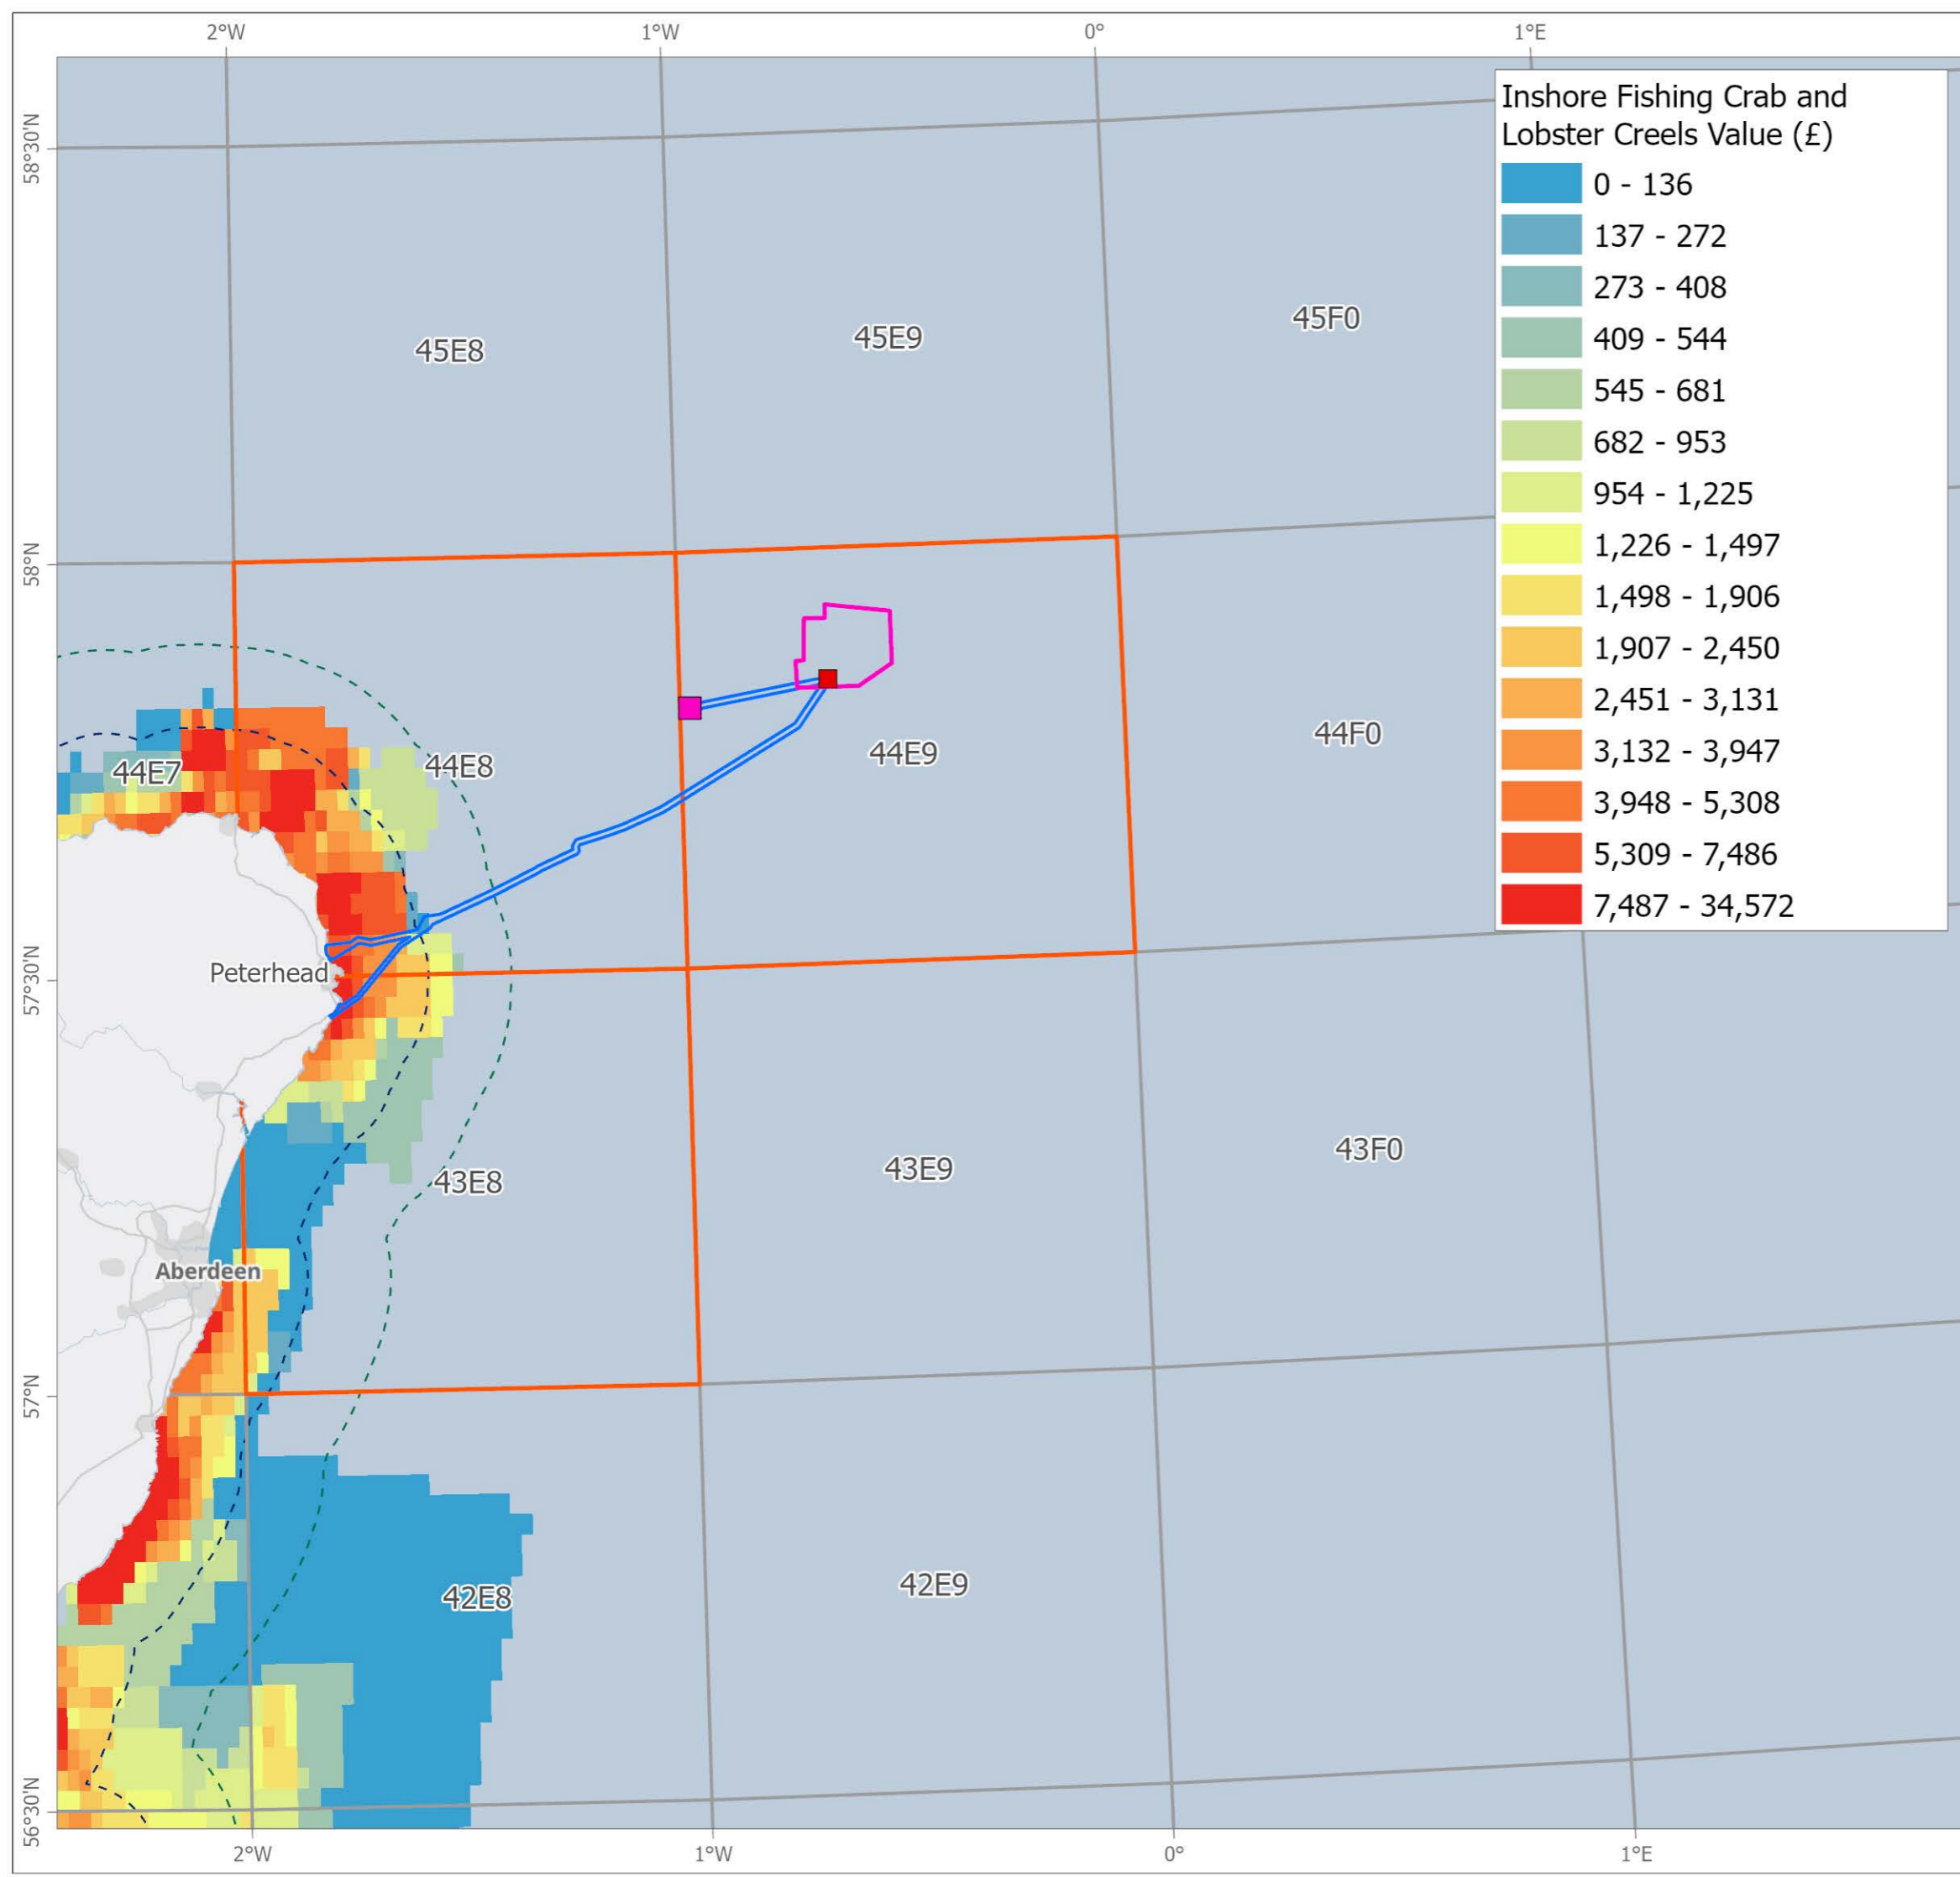 2°W
1°W
0°
1°E
58°30'N
58°N
57°30'N
57°N
56°30'N
Inshore Fishing Crab and
Lobster Creels Value (£)
0 - 136
137 - 272
273 - 408
409 - 544
545 - 681
682 - 953
954 - 1,225
1,226 - 1,497
1,498 - 1,906
1,907 - 2,450
2,451 - 3,131
3,132 - 3,947
3,948 - 5,308
5,309 - 7,486
7,487 - 34,572
45E8
45E9
45F0
44E7
44E8
44E9
44F0
Peterhead
43E8
43E9
43F0
Aberdeen
42E8
42E9
2°W
1°W
0°
1°E